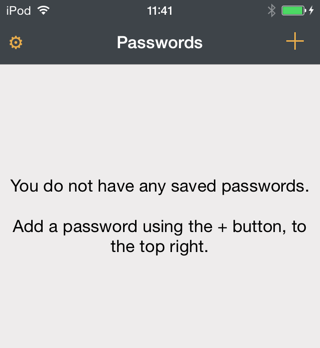 iPod 11:41
Passwords
You do not have any saved passwords.
Add a password using the + button, to
the top right.